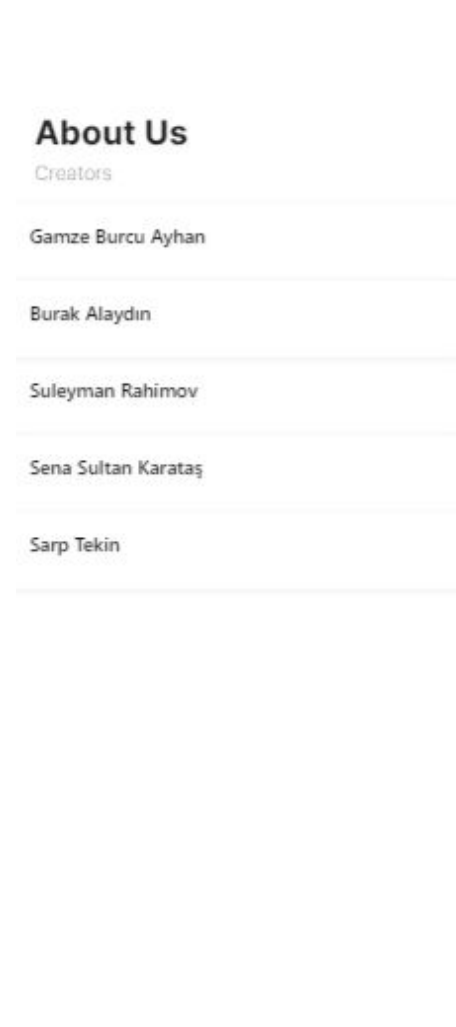 About Us
Creators
Gamze Burcu Ayhan
Burak Alaydın
Suleyman Rahimov
Sena Sultan Karataş
Sarp Tekin